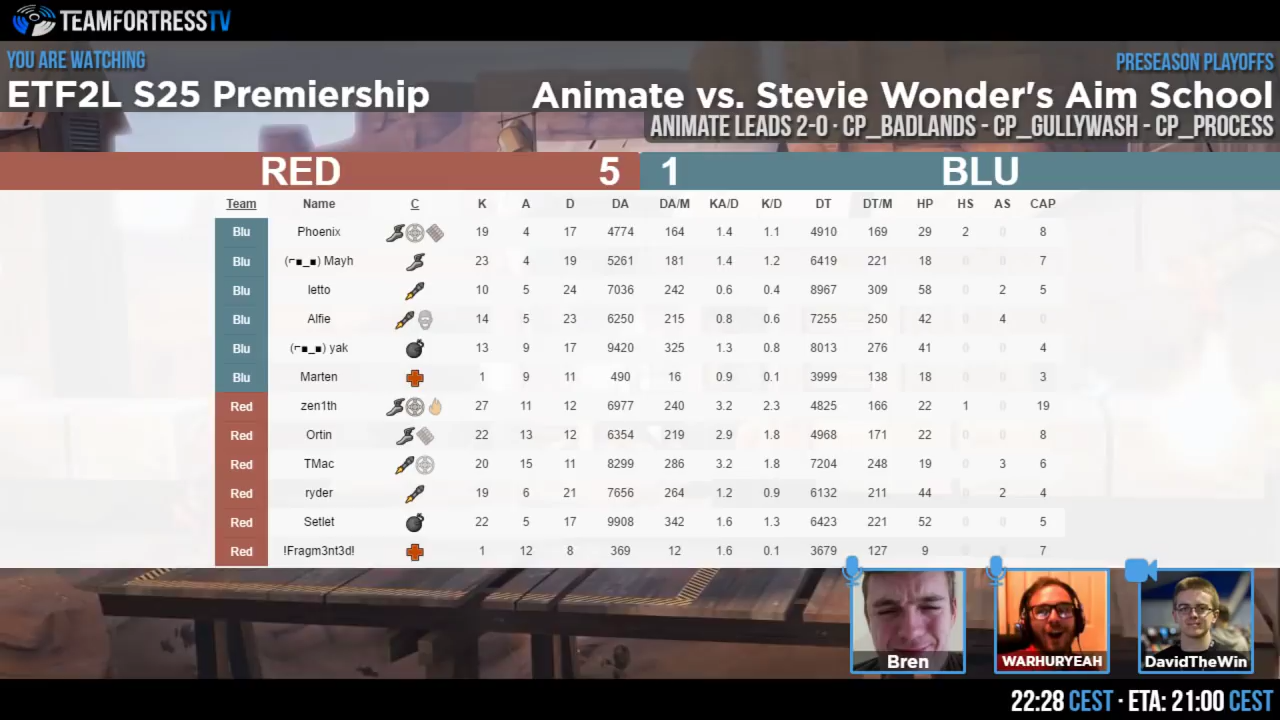 TEAMFORTRESSTV
YOU ARE WATCHING
ETF2L S25 Premiership
PRESEASON PLAYOFFS
Animate vs. Stevie Wonder's Aim School
ANIMATE LEADS 2-0 · CP_BADLANDS - CP_GULLYWASH - CP_PROCESS
RED 5 1 BLU
Team Name C K A D DA DA/M KA/D K/D DT DT/M HP HS AS CAP
Blu Phoenix 19 4 17 4774 164 1.4 1.1 4910 169 29 2 0 8
Blu (⌐■_■) Mayh 23 4 19 5261 181 1.4 1.2 6419 221 18 0 0 7
Blu letto 10 5 24 7036 242 0.6 0.4 8967 309 58 0 2 5
Blu Alfie 14 5 23 6250 215 0.8 0.6 7255 250 42 0 4 0
Blu (⌐■_■) yak 13 9 17 9420 325 1.3 0.8 8013 276 41 0 0 4
Blu Marten 1 9 11 490 16 0.9 0.1 3999 138 18 0 0 3
Red zen1th 27 11 12 6977 240 3.2 2.3 4825 166 22 1 0 19
Red Ortin 22 13 12 6354 219 2.9 1.8 4968 171 22 0 0 8
Red TMac 20 15 11 8299 286 3.2 1.8 7204 248 19 0 3 6
Red ryder 19 6 21 7656 264 1.2 0.9 6132 211 44 0 2 4
Red Setlet 22 5 17 9908 342 1.6 1.3 6423 221 52 0 0 5
Red !Fragm3nt3d! 1 12 8 369 12 1.6 0.1 3679 127 9 0 0 7
Bren WARHURYEAH DavidTheWin
22:28 CEST · ETA: 21:00 CEST